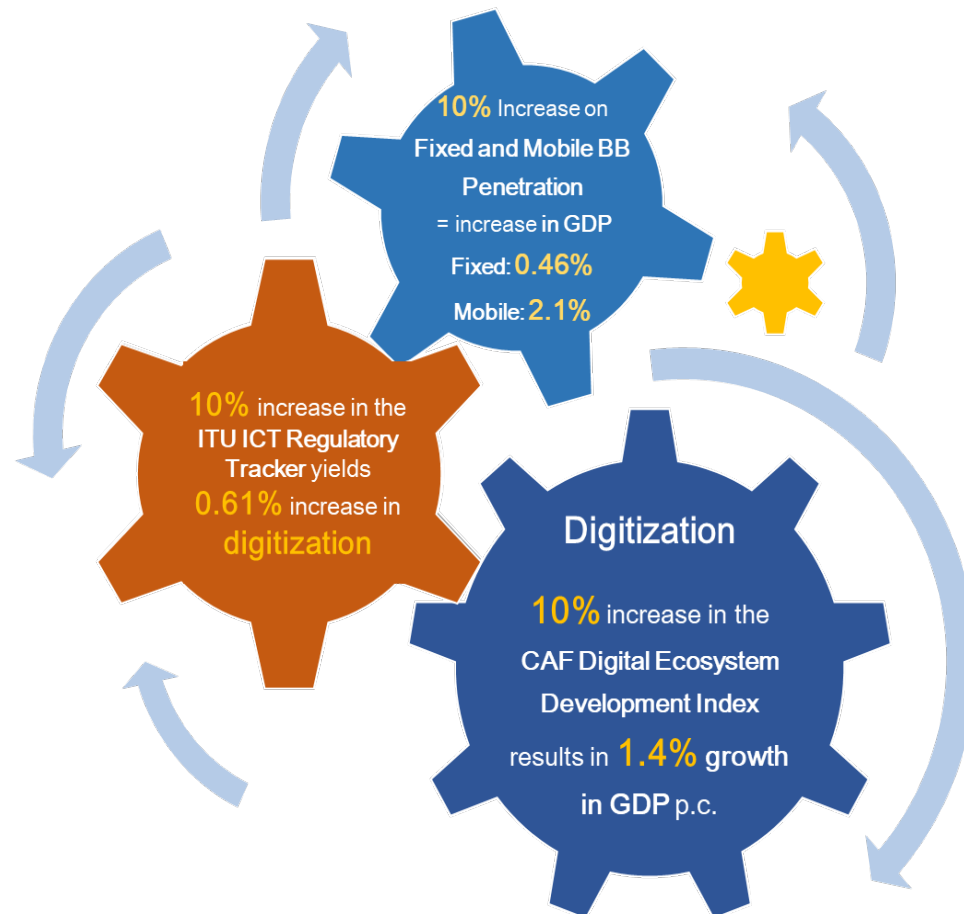 10% Increase on
Fixed and Mobile BB
Penetration
= increase in GDP
Fixed: 0.46%
Mobile: 2.1%
10% increase in the
ITU ICT Regulatory
Tracker yields
0.61% increase in
digitization
Digitization
10% increase in the
CAF Digital Ecosystem
Development Index
results in 1.4% growth
in GDP p.c.